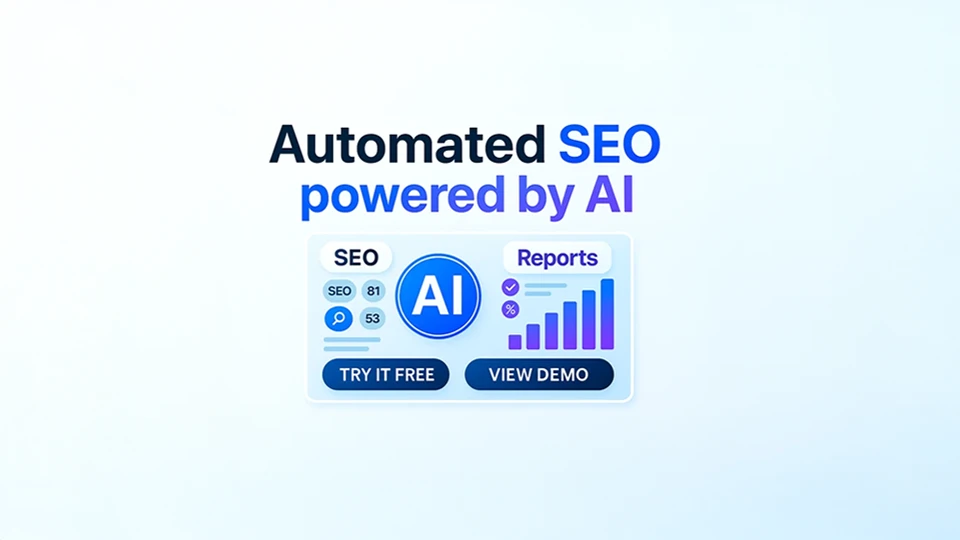 Automated SEO
powered by AI
SEO
Reports
AI
SEO 81
53
%
TRY IT FREE
VIEW DEMO